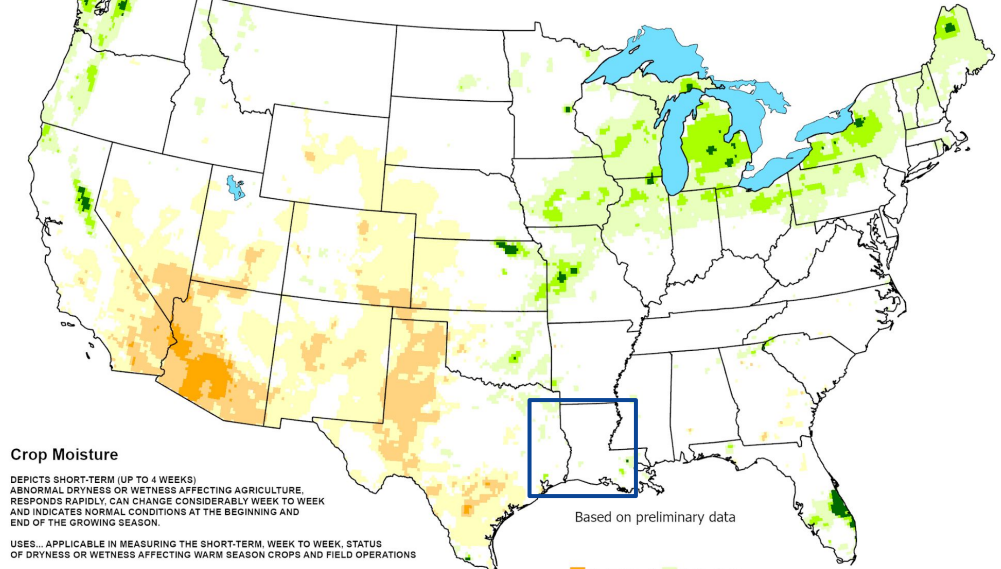 Crop Moisture
DEPICTS SHORT-TERM (UP TO 4 WEEKS)
ABNORMAL DRYNESS OR WETNESS AFFECTING AGRICULTURE,
RESPONDS RAPIDLY, CAN CHANGE CONSIDERABLY WEEK TO WEEK
AND INDICATES NORMAL CONDITIONS AT THE BEGINNING AND
END OF THE GROWING SEASON.
USES... APPLICABLE IN MEASURING THE SHORT-TERM, WEEK TO WEEK, STATUS
OF DRYNESS OR WETNESS AFFECTING WARM SEASON CROPS AND FIELD OPERATIONS
Based on preliminary data